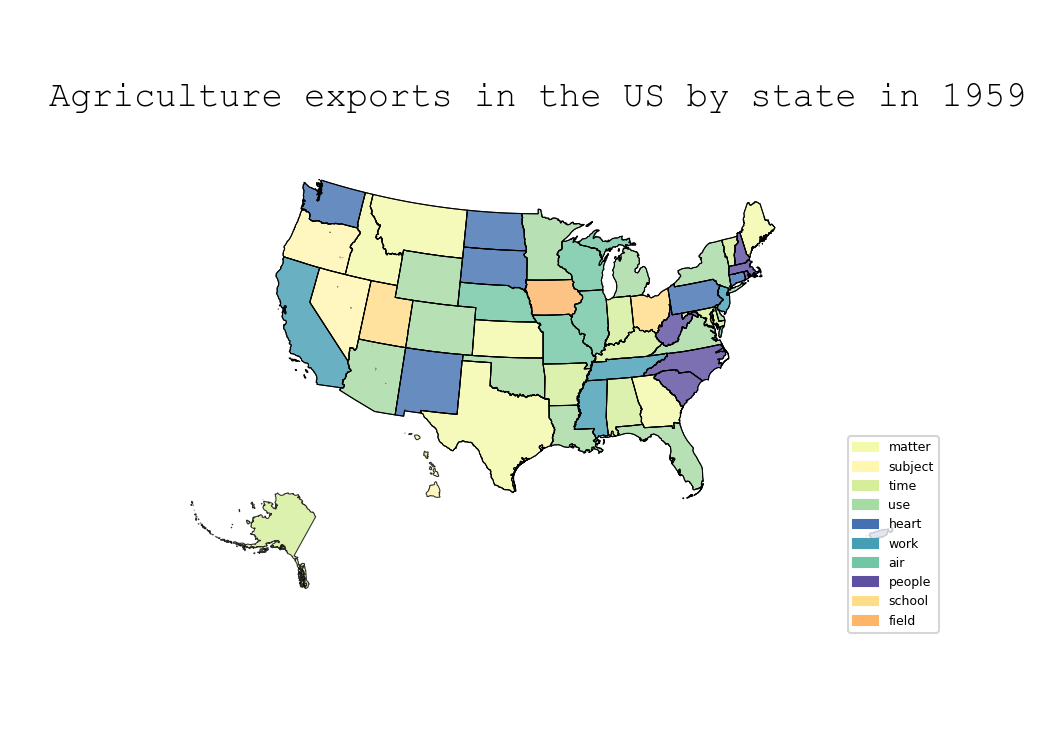 Agriculture exports in the US by state in 1959
matter
subject
time
use
heart
work
air
people
school
field